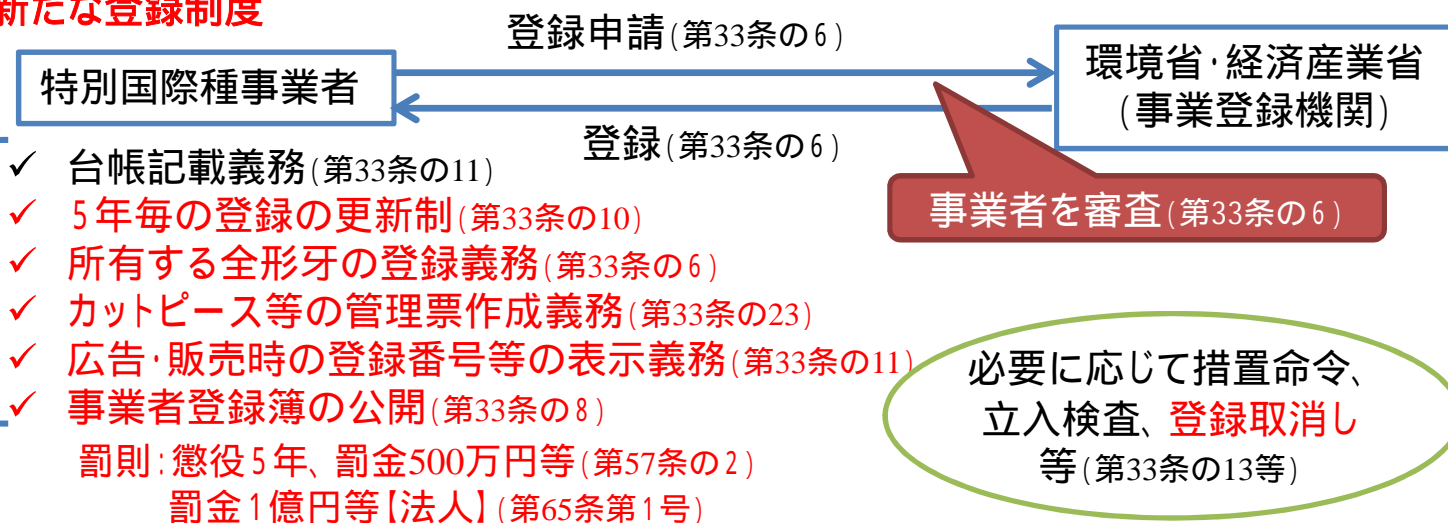 新たな登録制度
登録申請(第33条の6)
特別国際種事業者
環境省・経済産業省
(事業登録機関)
登録(第33条の6)
事業者を審査(第33条の6)
✓ 台帳記載義務(第33条の11)
✓ 5年毎の登録の更新制(第33条の10)
✓ 所有する全形牙の登録義務(第33条の6)
✓ カットピース等の管理票作成義務(第33条の23)
✓ 広告・販売時の登録番号等の表示義務(第33条の11)
✓ 事業者登録簿の公開(第33条の8)
罰則:懲役5年、罰金500万円等(第57条の2)
罰金1億円等【法人】(第65条第1号)
必要に応じて措置命令、
立入検査、登録取消し
等(第33条の13等)